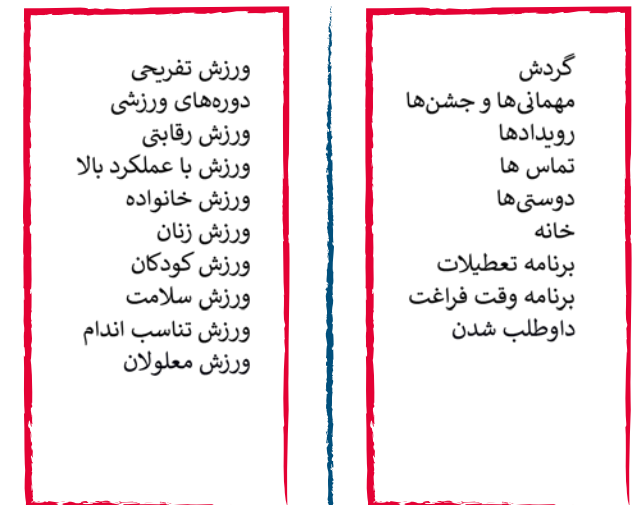 گردش
مهمانی‌ها و جشن‌ها
رویدادها
تماس ها
دوستی‌ها
خانه
برنامه تعطیلات
برنامه وقت فراغت
داوطلب شدن
ورزش تفریحی
دوره‌های ورزشی
ورزش رقابتی
ورزش با عملکرد بالا
ورزش خانواده
ورزش زنان
ورزش کودکان
ورزش سلامت
ورزش تناسب اندام
ورزش معلولان